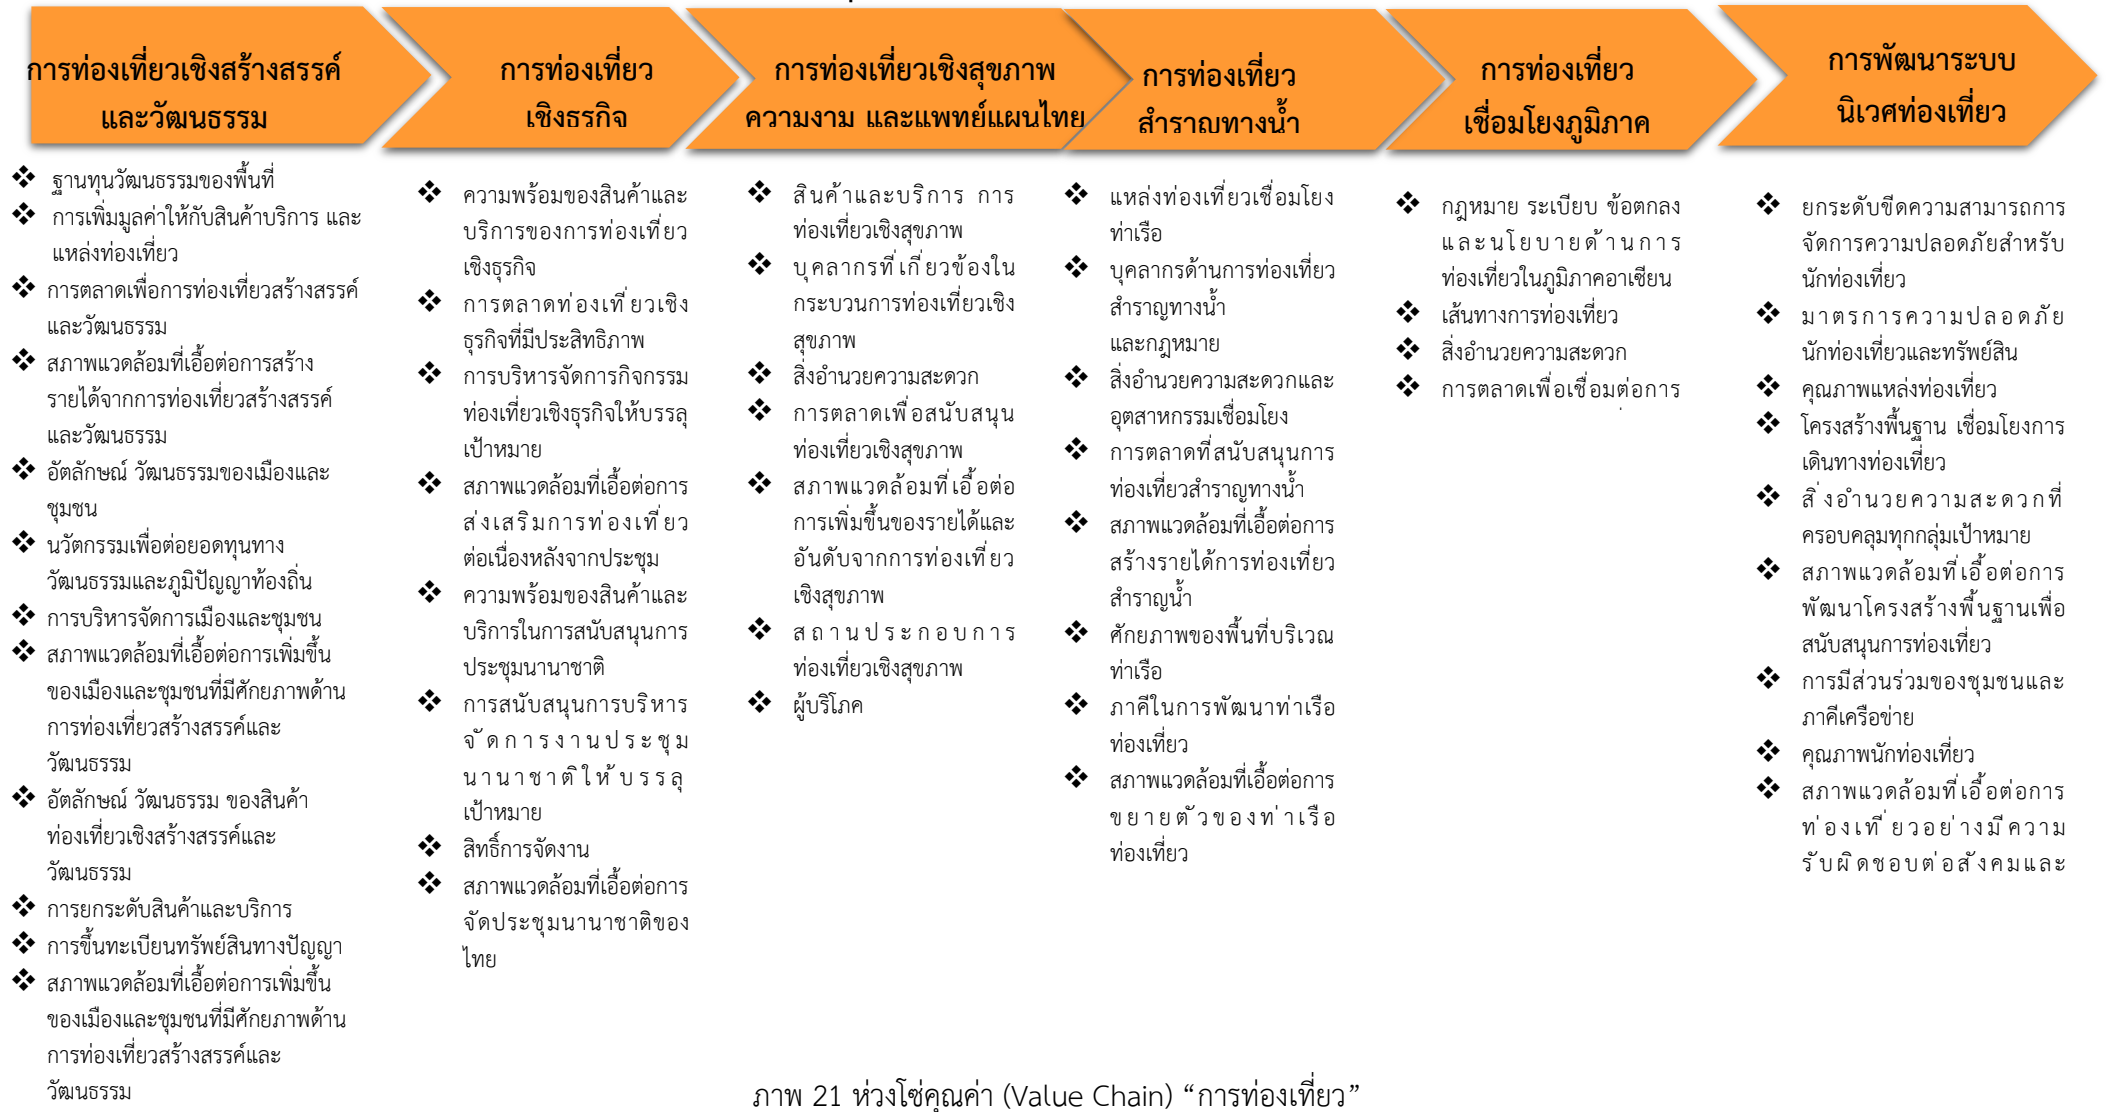 การท่องเที่ยวเชิงสร้างสรรค์
และวัฒนธรรม
การท่องเที่ยว
เชิงธุรกิจ
การท่องเที่ยวเชิงสุขภาพ
ความงาม และแพทย์แผนไทย
การท่องเที่ยว
สำราญทางน้ำ
การท่องเที่ยว
เชื่อมโยงภูมิภาค
การพัฒนาระบบ
นิเวศท่องเที่ยว
❖ ฐานทุนวัฒนธรรมของพื้นที่
❖ การเพิ่มมูลค่าให้กับสินค้าบริการ และ
แหล่งท่องเที่ยว
❖ การตลาดเพื่อการท่องเที่ยวสร้างสรรค์
และวัฒนธรรม
❖ สภาพแวดล้อมที่เอื้อต่อการสร้าง
รายได้จากการท่องเที่ยวสร้างสรรค์
และวัฒนธรรม
❖ อัตลักษณ์ วัฒนธรรมของเมืองและ
ชุมชน
❖ นวัตกรรมเพื่อต่อยอดทุนทาง
วัฒนธรรมและภูมิปัญญาท้องถิ่น
❖ การบริหารจัดการเมืองและชุมชน
❖ สภาพแวดล้อมที่เอื้อต่อการเพิ่มขึ้น
ของเมืองและชุมชนที่มีศักยภาพด้าน
การท่องเที่ยวสร้างสรรค์และ
วัฒนธรรม
❖ อัตลักษณ์ วัฒนธรรม ของสินค้า
ท่องเที่ยวเชิงสร้างสรรค์และ
วัฒนธรรม
❖ การยกระดับสินค้าและบริการ
❖ การขึ้นทะเบียนทรัพย์สินทางปัญญา
❖ สภาพแวดล้อมที่เอื้อต่อการเพิ่มขึ้น
ของเมืองและชุมชนที่มีศักยภาพด้าน
การท่องเที่ยวสร้างสรรค์และ
วัฒนธรรม
❖ ความพร้อมของสินค้าและ
บริการของการท่องเที่ยว
เชิงธุรกิจ
❖ การตลาดท่องเที่ยวเชิง
ธุรกิจที่มีประสิทธิภาพ
❖ การบริหารจัดการกิจกรรม
ท่องเที่ยวเชิงธุรกิจให้บรรลุ
เป้าหมาย
❖ สภาพแวดล้อมที่เอื้อต่อการ
ส่งเสริมการท่องเที่ยว
ต่อเนื่องหลังจากประชุม
❖ ความพร้อมของสินค้าและ
บริการในการสนับสนุนการ
ประชุมนานาชาติ
❖ การสนับสนุนการบริหาร
จัดการงานประชุม
นานาชาติให้บรรลุ
เป้าหมาย
❖ สิทธิ์การจัดงาน
❖ สภาพแวดล้อมที่เอื้อต่อการ
จัดประชุมนานาชาติของ
ไทย
❖ สินค้าและบริการ การ
ท่องเที่ยวเชิงสุขภาพ
❖ บุคลากรที่เกี่ยวข้องใน
กระบวนการท่องเที่ยวเชิง
สุขภาพ
❖ สิ่งอำนวยความสะดวก
❖ การตลาดเพื่อสนับสนุน
ท่องเที่ยวเชิงสุขภาพ
❖ สภาพแวดล้อมที่เอื้อต่อ
การเพิ่มขึ้นของรายได้และ
อันดับจากการท่องเที่ยว
เชิงสุขภาพ
❖ สถานประกอบการ
ท่องเที่ยวเชิงสุขภาพ
❖ ผู้บริโภค
❖ แหล่งท่องเที่ยวเชื่อมโยง
ท่าเรือ
❖ บุคลากรด้านการท่องเที่ยว
สำราญทางน้ำ
และกฎหมาย
❖ สิ่งอำนวยความสะดวกและ
อุตสาหกรรมเชื่อมโยง
❖ การตลาดที่สนับสนุนการ
ท่องเที่ยวสำราญทางน้ำ
❖ สภาพแวดล้อมที่เอื้อต่อการ
สร้างรายได้การท่องเที่ยว
สำราญน้ำ
❖ ศักยภาพของพื้นที่บริเวณ
ท่าเรือ
❖ ภาคีในการพัฒนาท่าเรือ
ท่องเที่ยว
❖ สภาพแวดล้อมที่เอื้อต่อการ
ขยายตัวของท่าเรือ
ท่องเที่ยว
❖ กฎหมาย ระเบียบ ข้อตกลง
และนโยบายด้านการ
ท่องเที่ยวในภูมิภาคอาเซียน
❖ เส้นทางการท่องเที่ยว
❖ สิ่งอำนวยความสะดวก
❖ การตลาดเพื่อเชื่อมต่อการ
❖ ยกระดับขีดความสามารถการ
จัดการความปลอดภัยสำหรับ
นักท่องเที่ยว
❖ มาตรการความปลอดภัย
นักท่องเที่ยวและทรัพย์สิน
❖ คุณภาพแหล่งท่องเที่ยว
❖ โครงสร้างพื้นฐาน เชื่อมโยงการ
เดินทางท่องเที่ยว
❖ สิ่งอำนวยความสะดวกที่
ครอบคลุมทุกกลุ่มเป้าหมาย
❖ สภาพแวดล้อมที่เอื้อต่อการ
พัฒนาโครงสร้างพื้นฐานเพื่อ
สนับสนุนการท่องเที่ยว
❖ การมีส่วนร่วมของชุมชนและ
ภาคีเครือข่าย
❖ คุณภาพนักท่องเที่ยว
❖ สภาพแวดล้อมที่เอื้อต่อการ
ท่องเที่ยวอย่างมีความ
รับผิดชอบต่อสังคมและ
ภาพ 21 ห่วงโซ่คุณค่า (Value Chain) “การท่องเที่ยว”